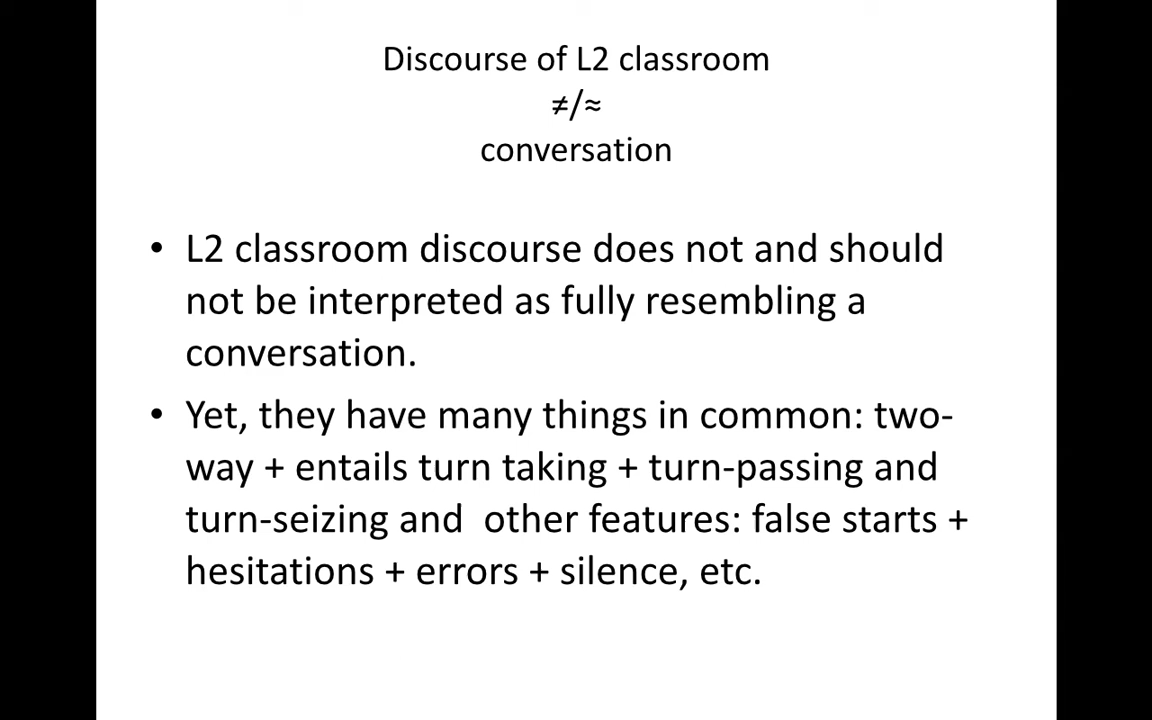 Discourse of L2 classroom
≠/≈
conversation
• L2 classroom discourse does not and should
not be interpreted as fully resembling a
conversation.
• Yet, they have many things in common: two-
way + entails turn taking + turn-passing and
turn-seizing and  other features: false starts +
hesitations + errors + silence, etc.